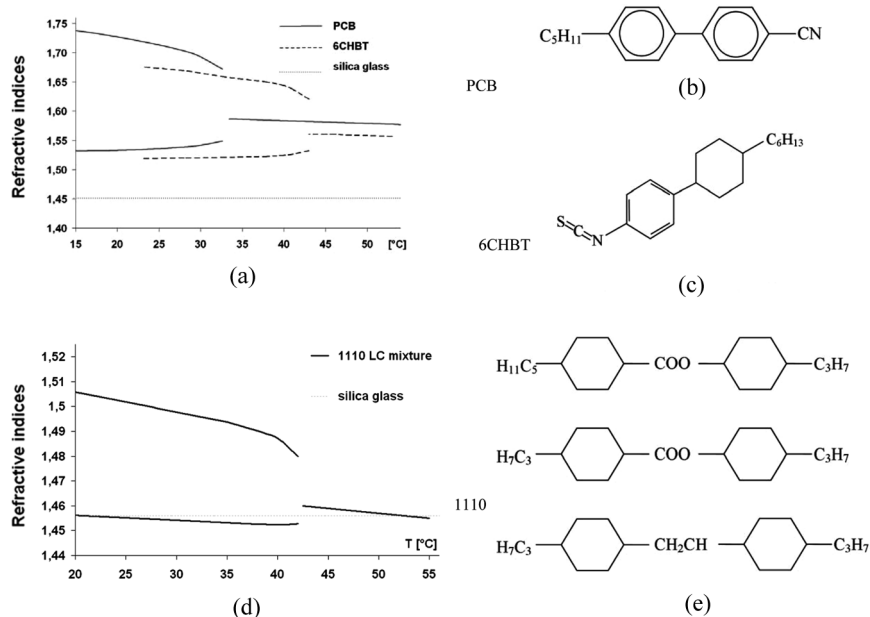 Refractive indices
1,75
1,70
1,65
1,60
1,55
1,50
1,45
1,40
15
20
25
30
35
40
45
50
[°C]
PCB
6CHBT
silica glass
(a)
C5H11
CN
PCB
(b)
C6H13
S
C
N
6CHBT
(c)
Refractive indices
1,52
1,51
1,5
1,49
1,48
1,47
1,46
1,45
1,44
20
25
30
35
40
45
50
55
T [°C]
1110 LC mixture
silica glass
(d)
H11C5
COO
C3H7
H7C3
COO
C3H7
1110
H7C3
CH2CH
C3H7
(e)